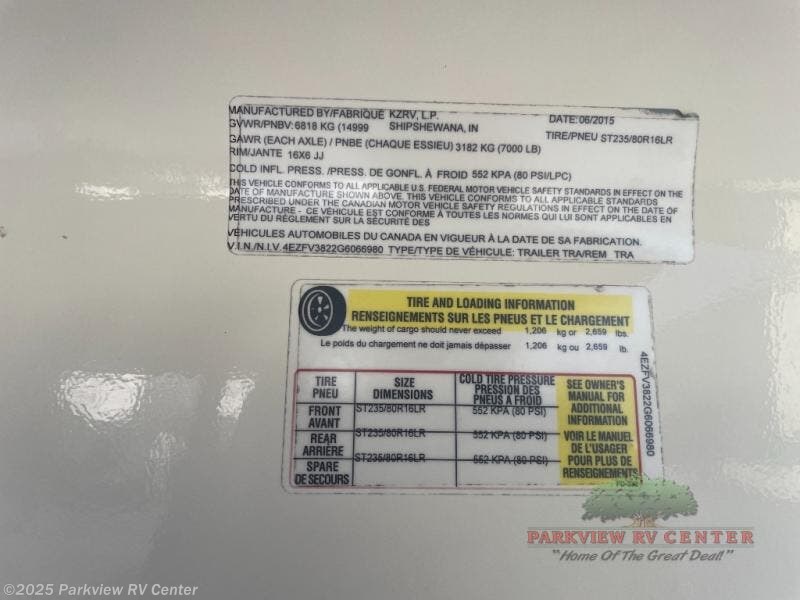 MANUFACTURED BY/FABRIQUÉ KZRV, L.P. DATE: 06/2015
GVWR/PNBV: 6818 KG (14999 SHIPSHEWANA, IN TIRE/PNEU ST235/80R16LR
GAWR (EACH AXLE) / PNBE (CHAQUE ESSIEU) 3182 KG (7000 LB)
RIM/JANTE 16X6 JJ
COLD INFL. PRESS. /PRESS. DE GONFL. À FROID 552 KPA (80 PSI/LPC)
THIS VEHICLE CONFORMS TO ALL APPLICABLE U.S. FEDERAL MOTOR VEHICLE SAFETY STANDARDS IN EFFECT ON THE
DATE OF MANUFACTURE SHOWN ABOVE. THIS VEHICLE CONFORMS TO ALL APPLICABLE STANDARDS
PRESCRIBED UNDER THE CANADIAN MOTOR VEHICLE SAFETY REGULATIONS IN EFFECT ON THE DATE OF
MANUFACTURE - CE VÉHICULE EST CONFORME À TOUTES LES NORMES QUI LUI SONT APPLICABLES EN
VERTU DU RÈGLEMENT SUR LA SÉCURITÉ DES
VÉHICULES AUTOMOBILES DU CANADA EN VIGUEUR À LA DATE DE SA FABRICATION.
V.I.N./N.I.V. 4EZFV3822G6066980 TYPE/TYPE DE VÉHICULE: TRAILER TRA/REM TRA
TIRE AND LOADING INFORMATION
RENSEIGNEMENTS SUR LES PNEUS ET LE CHARGEMENT
The weight of cargo should never exceed 1,206 kg or 2,659 lbs.
Le poids du chargement ne doit jamais dépasser 1,206 kg ou 2,659 lb.
4EZFV3822G6066980
TIRE
PNEU
SIZE
DIMENSIONS
COLD TIRE PRESSURE
PRESSION DES
PNEUS A FROID
SEE OWNER'S
MANUAL FOR
ADDITIONAL
INFORMATION
VOIR LE MANUEL
DE L'USAGER
POUR PLUS DE
RENSEIGNEMENTS
FRONT
AVANT
ST235/80R16LR 552 KPA (80 PSI)
REAR
ARRIÈRE
ST235/80R16LR 552 KPA (80 PSI)
SPARE
DE SECOURS
ST235/80R16LR 552 KPA (80 PSI)
PARKVIEW RV CENTER
"Home Of The Great Deal!"
©2025 Parkview RV Center